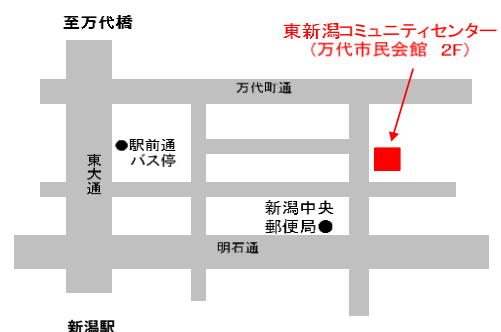 至万代橋
東新潟コミュニティセンター
(万代市民会館 2F)
万代町通
東大通
●駅前通
バス停
新潟中央
郵便局●
明石通
新潟駅